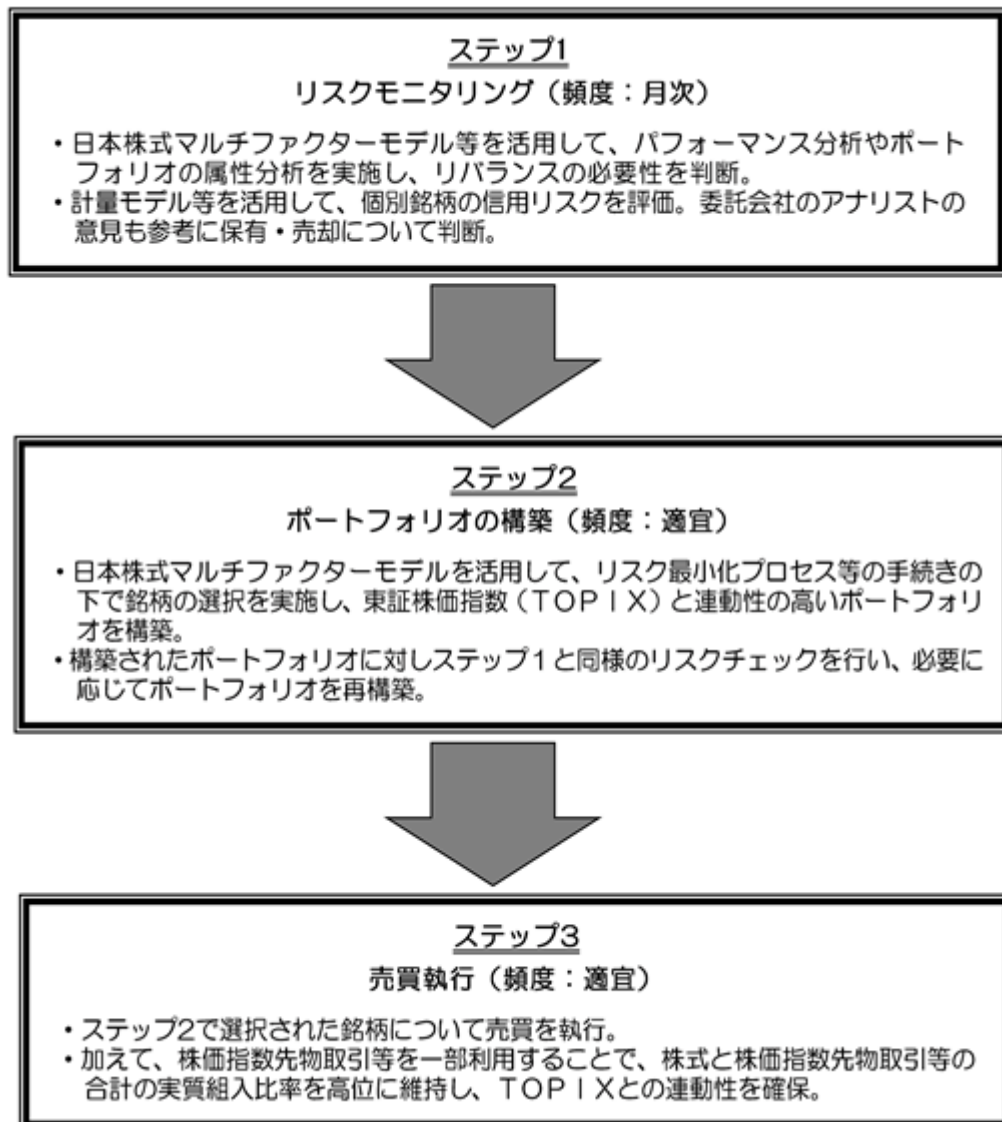 ステップ1
リスクモニタリング（頻度：月次）
・日本株式マルチファクターモデル等を活用して、パフォーマンス分析やポート
フォリオの属性分析を実施し、リバランスの必要性を判断。
・計量モデル等を活用して、個別銘柄の信用リスクを評価。委託会社のアナリストの
意見も参考に保有・売却について判断。
ステップ2
ポートフォリオの構築（頻度：適宜）
・日本株式マルチファクターモデルを活用して、リスク最小化プロセス等の手続きの
下で銘柄の選択を実施し、東証株価指数（ＴＯＰＩＸ）と連動性の高いポートフォリ
オを構築。
・構築されたポートフォリオに対しステップ１と同様のリスクチェックを行い、必要に
応じてポートフォリオを再構築。
ステップ3
売買執行（頻度：適宜）
・ステップ2で選択された銘柄について売買を執行。
・加えて、株価指数先物取引等を一部利用することで、株式と株価指数先物取引等の
合計の実質組入比率を高位に維持し、ＴＯＰＩＸとの連動性を確保。